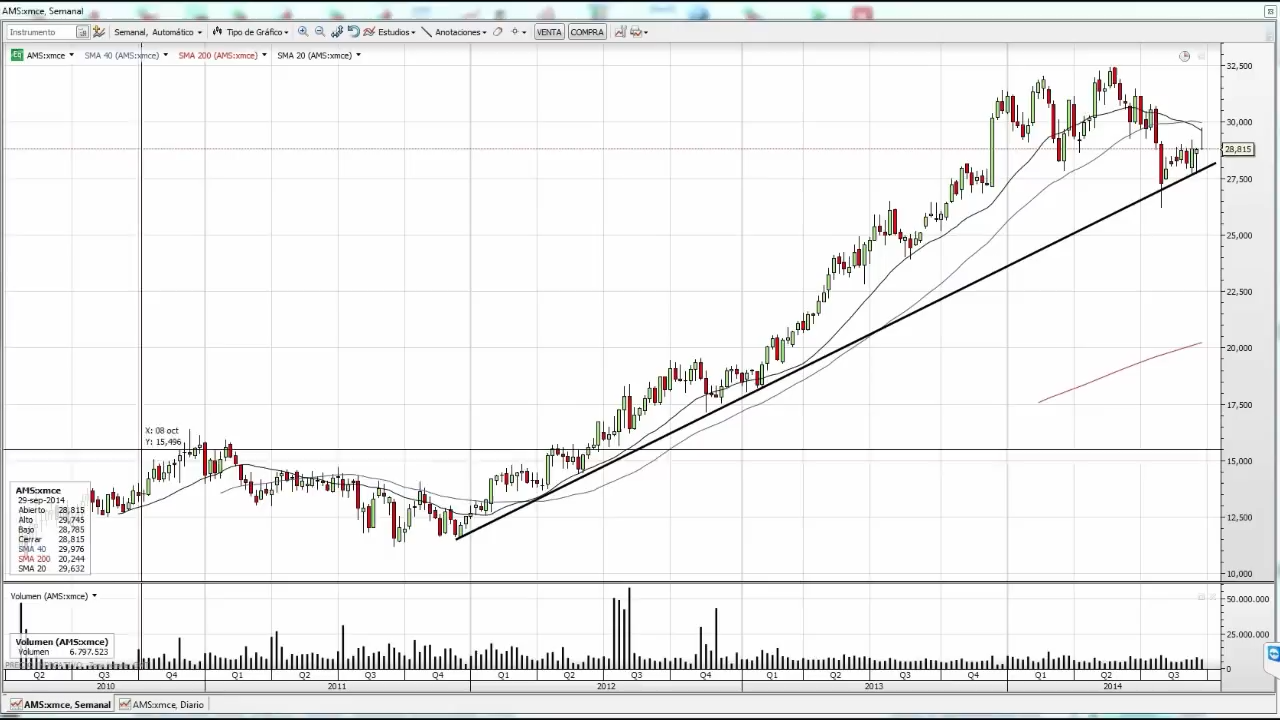 AMS:xmce, Semanal
Instrumento Semanal, Automático Tipo de Gráfico Estudios Anotaciones VENTA COMPRA
AMS:xmce SMA 40 (AMS:xmce) SMA 200 (AMS:xmce) SMA 20 (AMS:xmce)
32,500
30,000
28,815
27,500
25,000
22,500
20,000
17,500
X: 08 oct
Y: 15,496
15,000
12,500
10,000
AMS:xmce
29-sep-2014
Abierto 28,815
Alto 29,745
Bajo 28,785
Cerrar 28,815
SMA 40 29,976
SMA 200 20,244
SMA 20 29,632
Volumen (AMS:xmce)
50.000.000
25.000.000
0
Volumen (AMS:xmce)
Volumen 6.797.523
Q2 Q3 Q4 Q1 Q2 Q3 Q4 Q1 Q2 Q3 Q4 Q1 Q2 Q3 Q4 Q1 Q2 Q3
2010 2011 2012 2013 2014
AMS:xmce, Semanal AMS:xmce, Diario